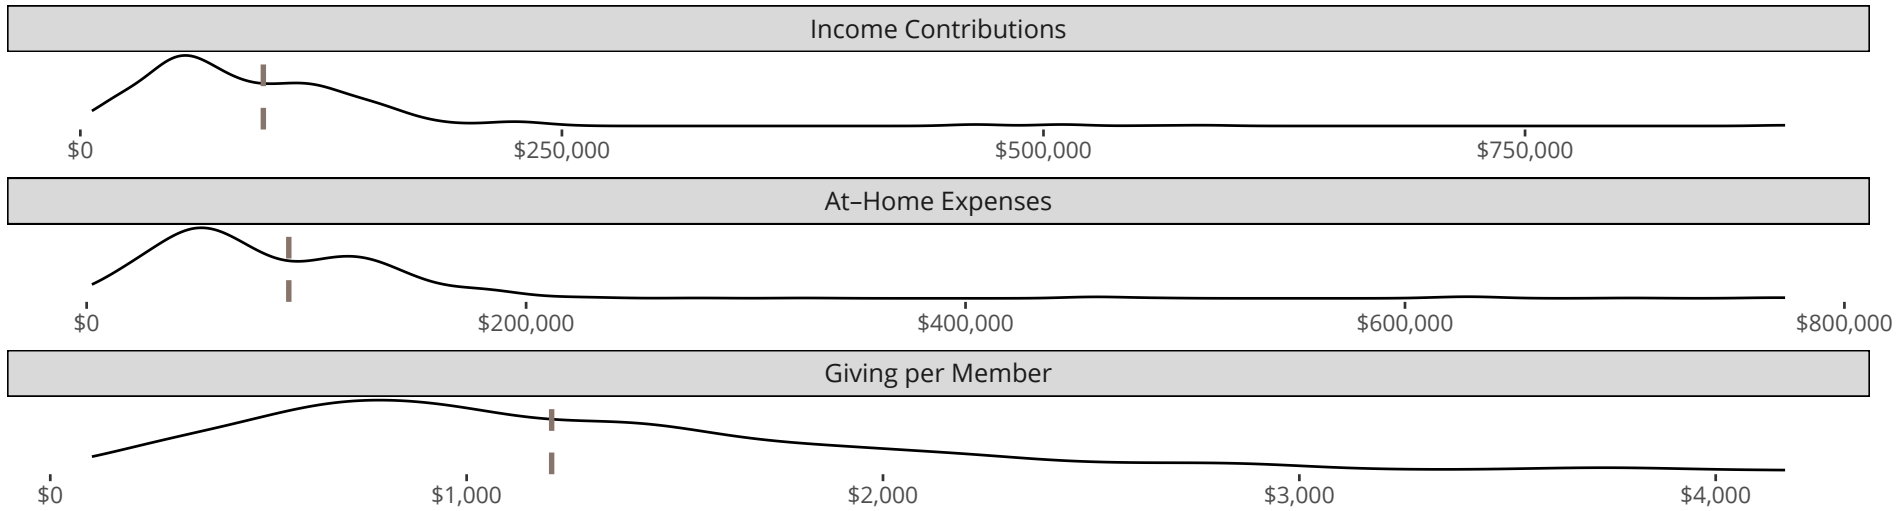 Income Contributions
$0 $250,000 $500,000 $750,000
At–Home Expenses
$0 $200,000 $400,000 $600,000 $800,000
Giving per Member
$0 $1,000 $2,000 $3,000 $4,000